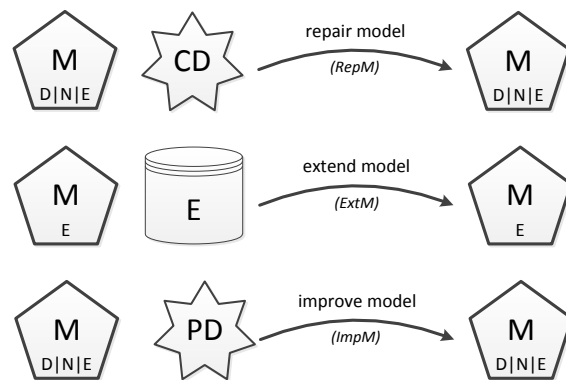 M
D|N|E
CD
repair model
(RepM)
M
D|N|E
M
E
E
extend model
(ExtM)
M
E
M
D|N|E
PD
improve model
(ImpM)
M
D|N|E